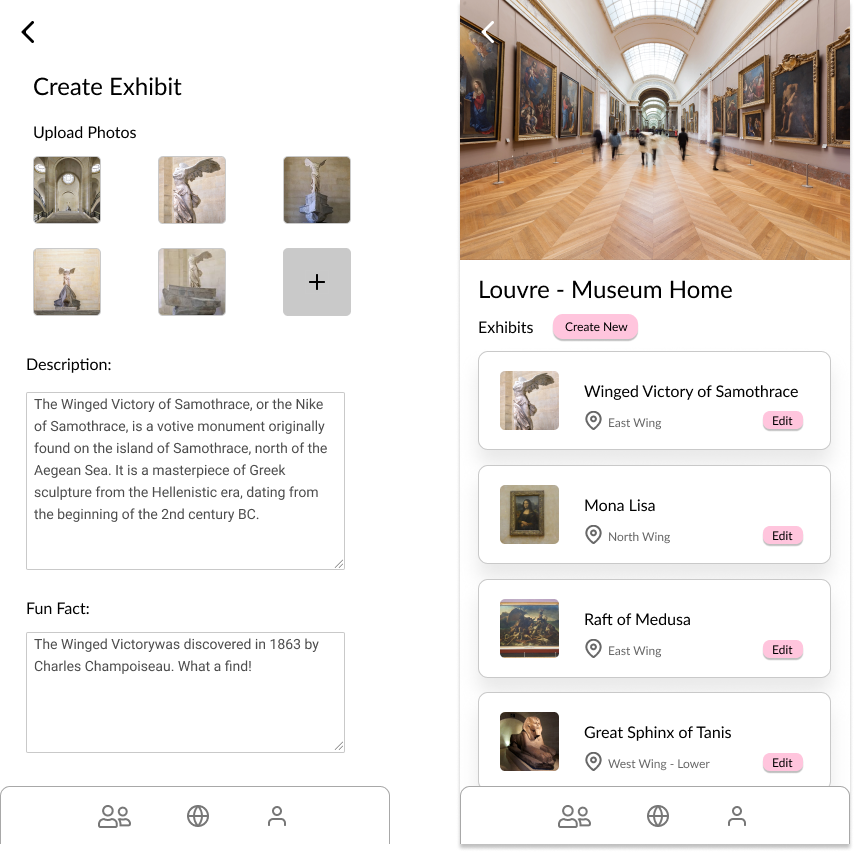 Create Exhibit
Upload Photos
Description:
The Winged Victory of Samothrace, or the Nike
of Samothrace, is a votive monument originally
found on the island of Samothrace, north of the
Aegean Sea. It is a masterpiece of Greek
sculpture from the Hellenistic era, dating from
the beginning of the 2nd century BC.
Fun Fact:
The Winged Victorywas discovered in 1863 by
Charles Champoiseau. What a find!
Louvre - Museum Home
Exhibits
Create New
Winged Victory of Samothrace
East Wing
Edit
Mona Lisa
North Wing
Edit
Raft of Medusa
East Wing
Edit
Great Sphinx of Tanis
West Wing - Lower
Edit